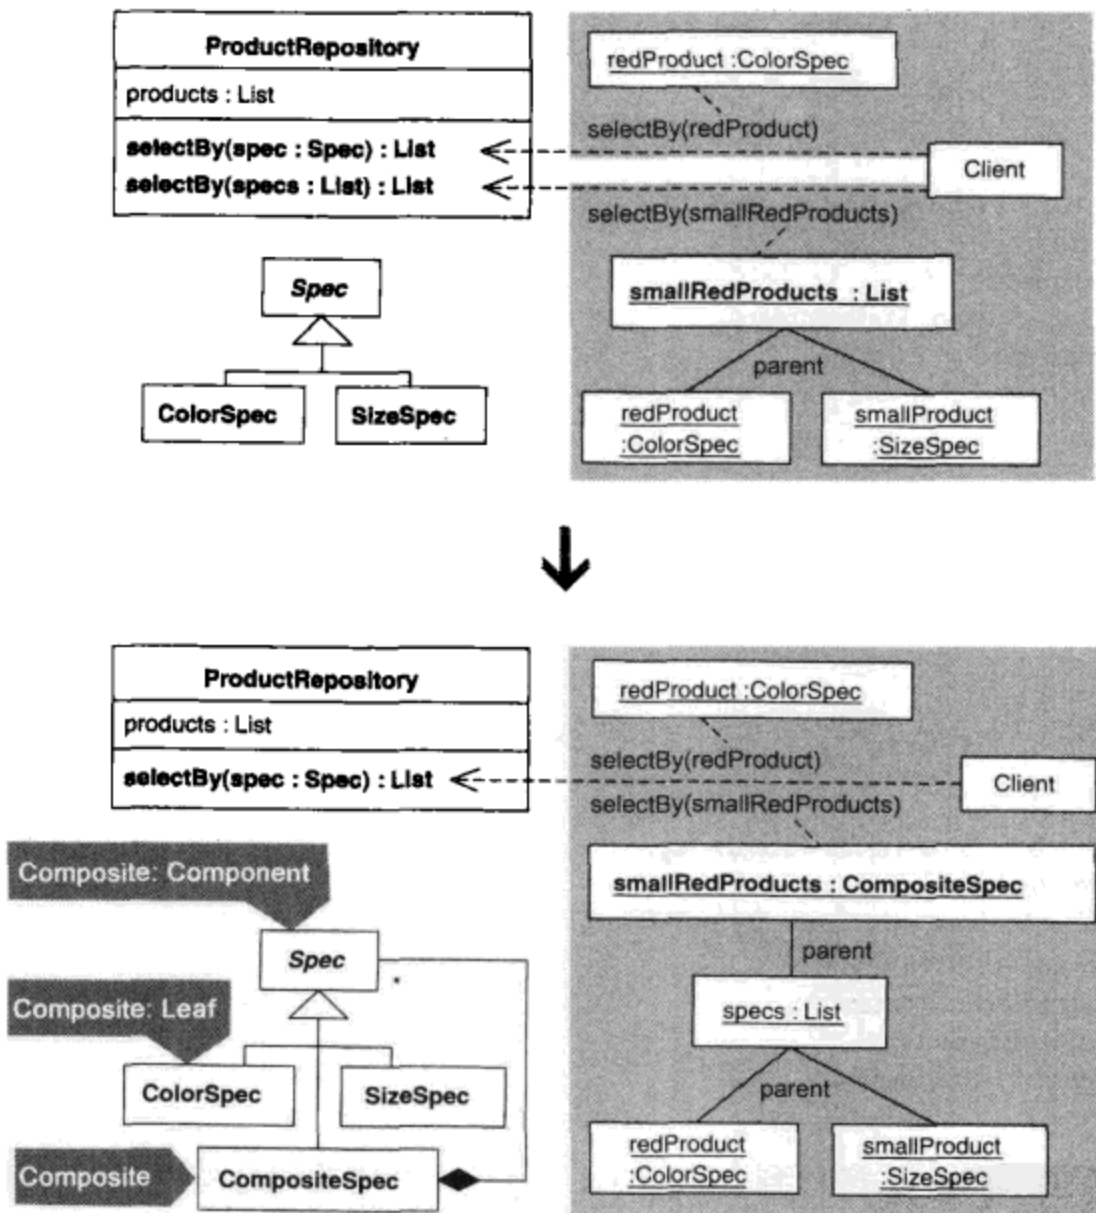 ProductRepository
products : List
selectBy(spec : Spec) : List
selectBy(specs : List) : List
Spec
ColorSpec
SizeSpec
redProduct :ColorSpec
selectBy(redProduct)
Client
selectBy(smallRedProducts)
smallRedProducts : List
parent
redProduct
:ColorSpec
smallProduct
:SizeSpec
ProductRepository
products : List
selectBy(spec : Spec) : List
Composite: Component
Spec
*
Composite: Leaf
ColorSpec
SizeSpec
Composite
CompositeSpec
redProduct :ColorSpec
selectBy(redProduct)
Client
selectBy(smallRedProducts)
smallRedProducts : CompositeSpec
parent
specs : List
parent
redProduct
:ColorSpec
smallProduct
:SizeSpec